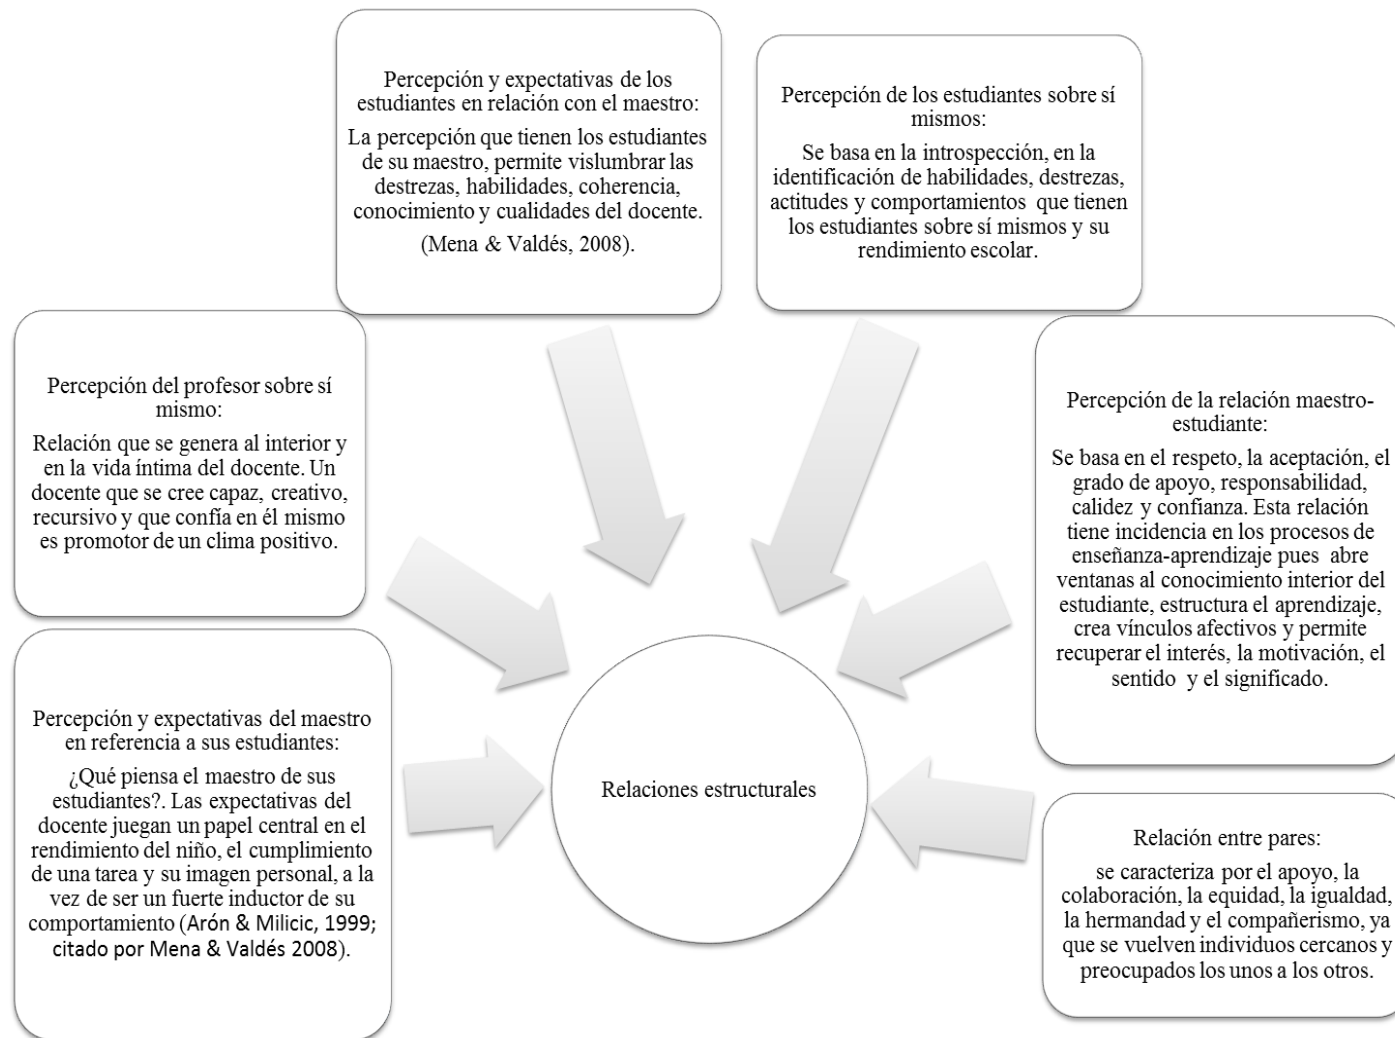 Percepción y expectativas de los
estudiantes en relación con el maestro:
La percepción que tienen los estudiantes
de su maestro, permite vislumbrar las
destrezas, habilidades, coherencia,
conocimiento y cualidades del docente.
(Mena & Valdés, 2008).
Percepción de los estudiantes sobre sí
mismos:
Se basa en la introspección, en la
identificación de habilidades, destrezas,
actitudes y comportamientos que tienen
los estudiantes sobre sí mismos y su
rendimiento escolar.
Percepción del profesor sobre sí
mismo:
Relación que se genera al interior y
en la vida íntima del docente. Un
docente que se cree capaz, creativo,
recursivo y que confía en él mismo
es promotor de un clima positivo.
Percepción de la relación maestro-
estudiante:
Se basa en el respeto, la aceptación, el
grado de apoyo, responsabilidad,
calidez y confianza. Esta relación
tiene incidencia en los procesos de
enseñanza-aprendizaje pues abre
ventanas al conocimiento interior del
estudiante, estructura el aprendizaje,
crea vínculos afectivos y permite
recuperar el interés, la motivación, el
sentido y el significado.
Percepción y expectativas del maestro
en referencia a sus estudiantes:
¿Qué piensa el maestro de sus
estudiantes?. Las expectativas del
docente juegan un papel central en el
rendimiento del niño, el cumplimiento
de una tarea y su imagen personal, a la
vez de ser un fuerte inductor de su
comportamiento (Arón & Milicic, 1999;
citado por Mena & Valdés 2008).
Relaciones estructurales
Relación entre pares:
se caracteriza por el apoyo, la
colaboración, la equidad, la igualdad,
la hermandad y el compañerismo, ya
que se vuelven individuos cercanos y
preocupados los unos a los otros.